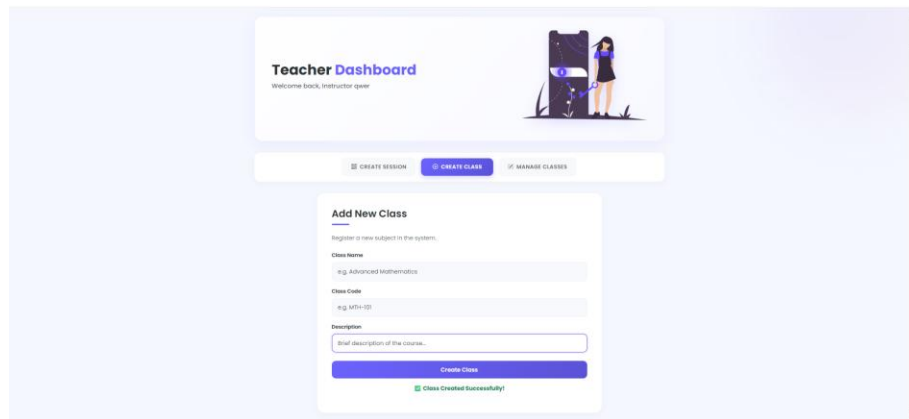 Teacher Dashboard
Welcome back, Instructor qwer
CREATE SESSION
CREATE CLASS
MANAGE CLASSES
Add New Class
Register a new subject in the system.
Class Name
e.g. Advanced Mathematics
Class Code
e.g. MTH-101
Description
Brief description of the course...
Create Class
Class Created Successfully!